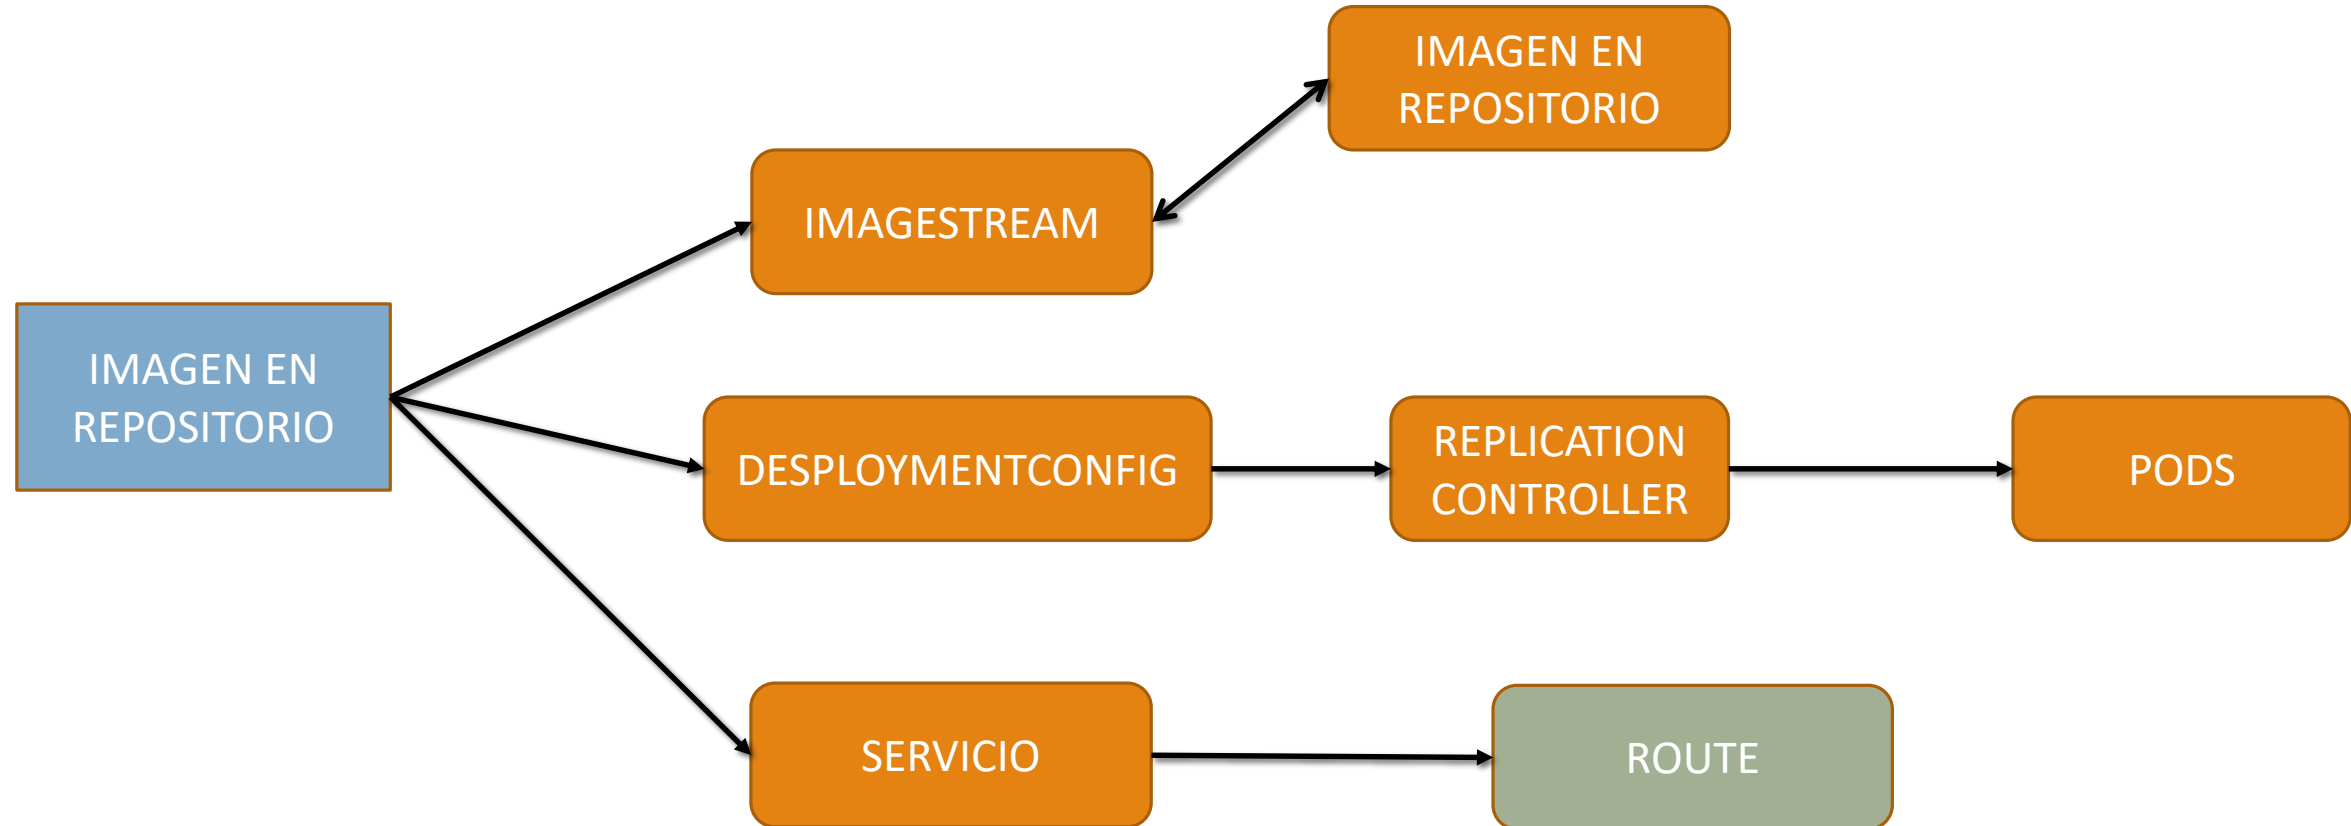 IMAGEN EN
REPOSITORIO
IMAGESTREAM
IMAGEN EN
REPOSITORIO
DESPLOYMENTCONFIG
REPLICATION
CONTROLLER
PODS
SERVICIO
ROUTE